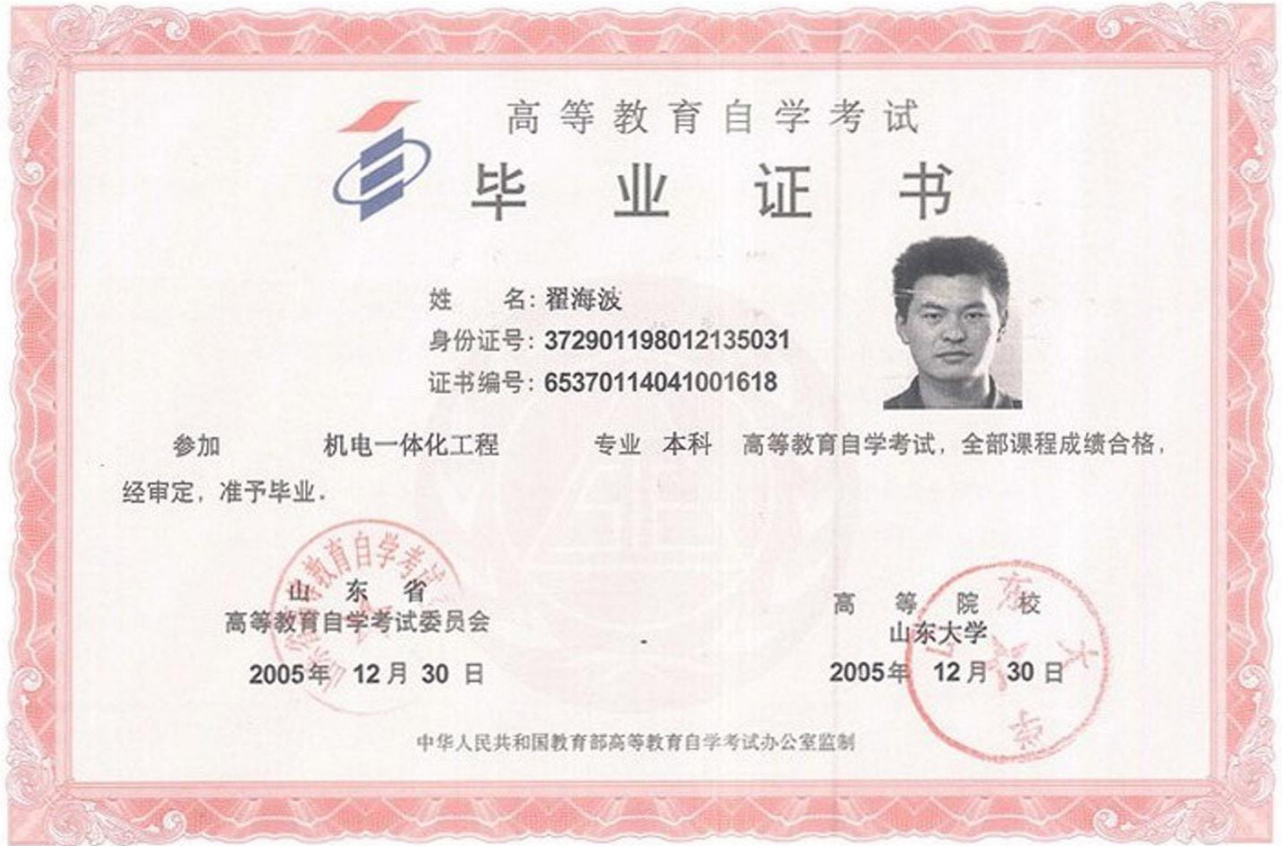 高等教育自学考试
毕业证书
姓 名：翟海波
身份证号：372901198012135031
证书编号：65370114041001618
参加 机电一体化工程 专业 本科 高等教育自学考试，全部课程成绩合格，
经审定，准予毕业．
山东省
高等教育自学考试委员会
2005年 12月 30日
高等院校
山东大学
2005年 12月 30日
中华人民共和国教育部高等教育自学考试办公室监制